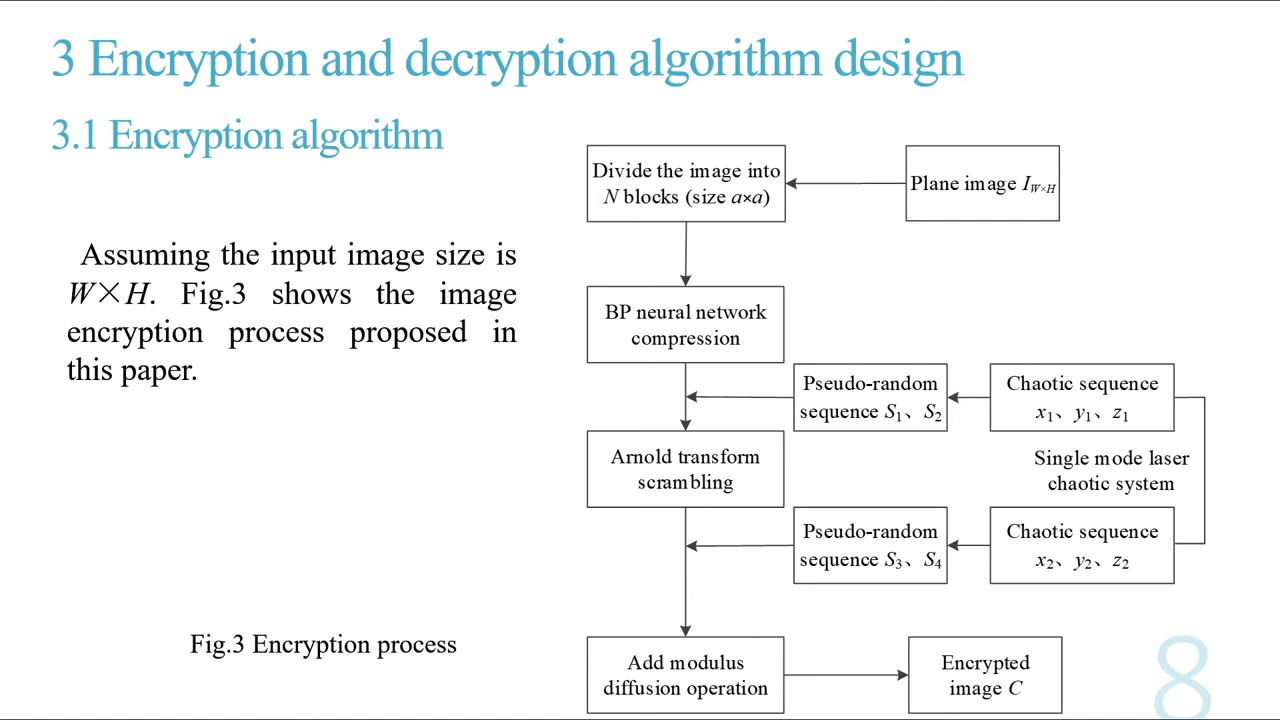 3 Encryption and decryption algorithm design
3.1 Encryption algorithm
Assuming the input image size is
W×H. Fig.3 shows the image
encryption process proposed in
this paper.
Divide the image into
N blocks (size a×a)
Plane image I_{W×H}
BP neural network
compression
Pseudo-random
sequence S₁、S₂
Chaotic sequence
x₁、y₁、z₁
Arnold transform
scrambling
Single mode laser
chaotic system
Pseudo-random
sequence S₃、S₄
Chaotic sequence
x₂、y₂、z₂
Fig.3 Encryption process
Add modulus
diffusion operation
Encrypted
image C
8